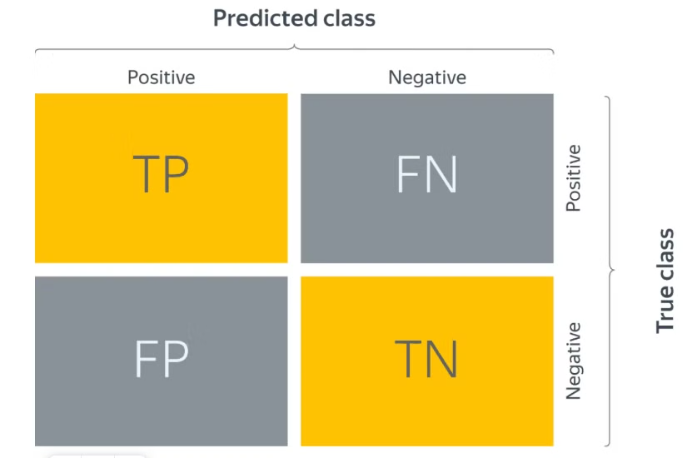 Predicted class
Positive
Negative
TP
FN
Positive
FP
TN
Negative
True class